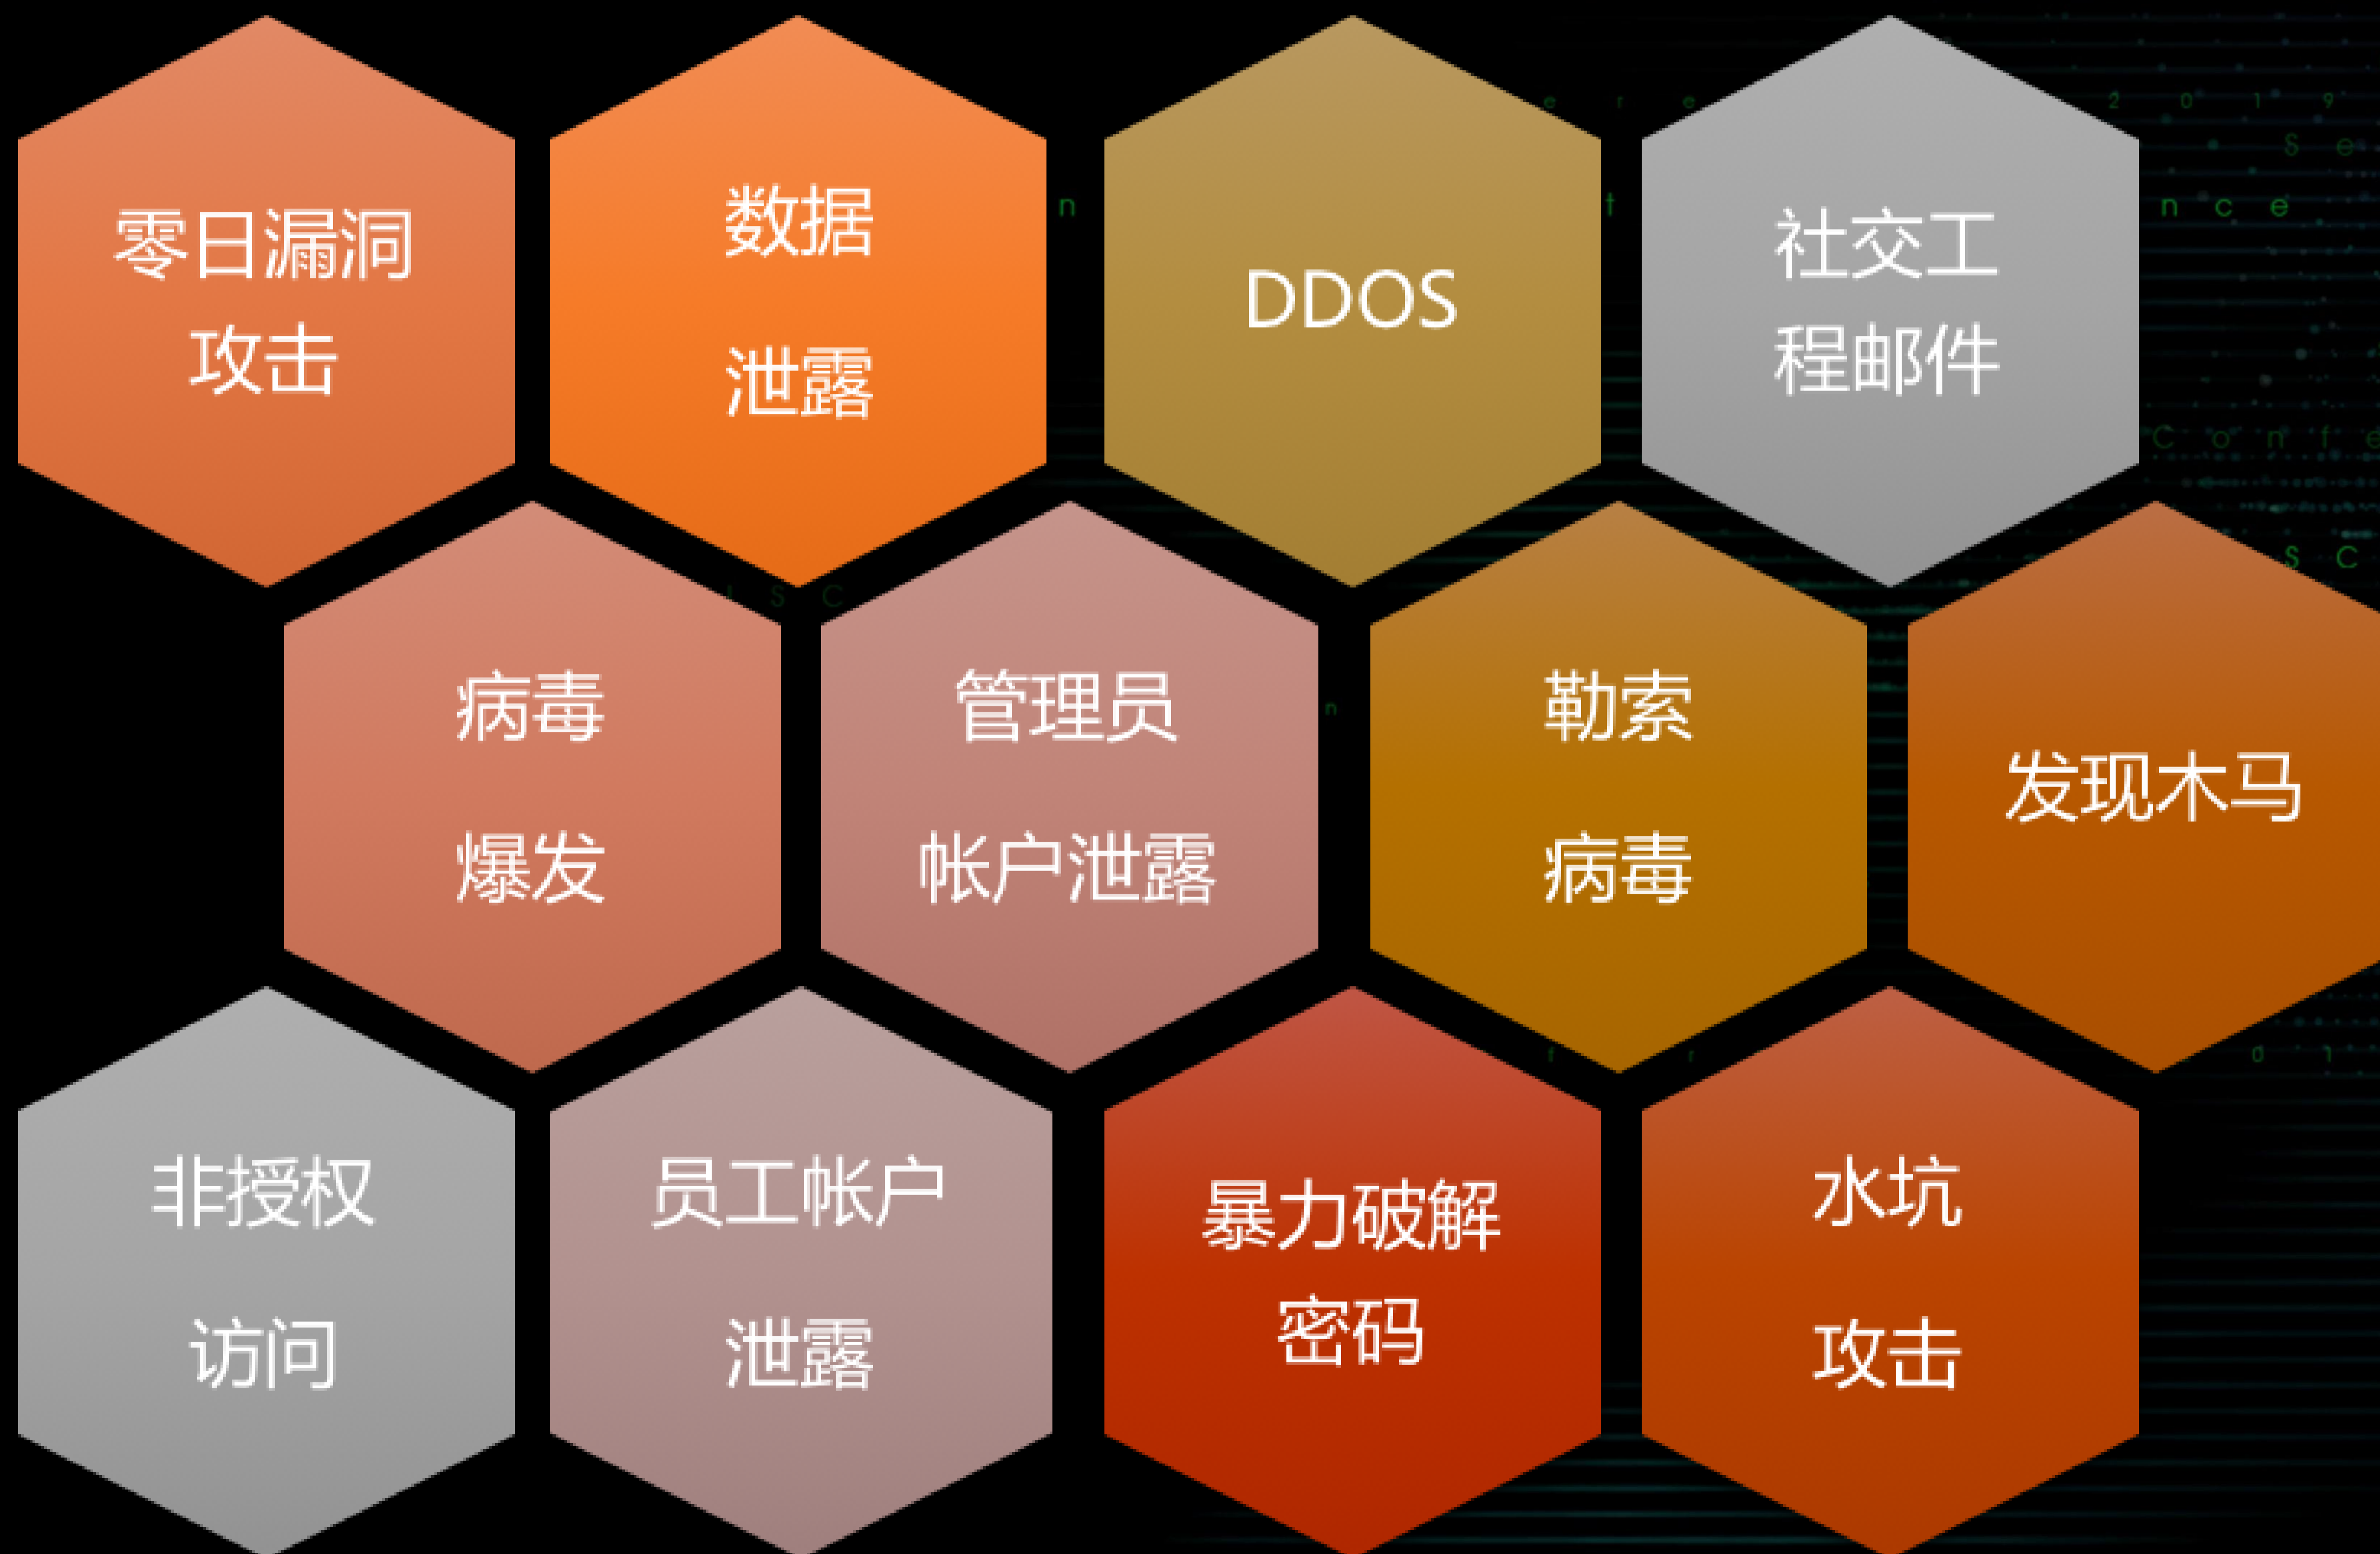 零日漏洞
攻击
数据
泄露
DDOS
社交工
程邮件
病毒
爆发
管理员
帐户泄露
勒索
病毒
发现木马
非授权
访问
员工帐户
泄露
暴力破解
密码
水坑
攻击